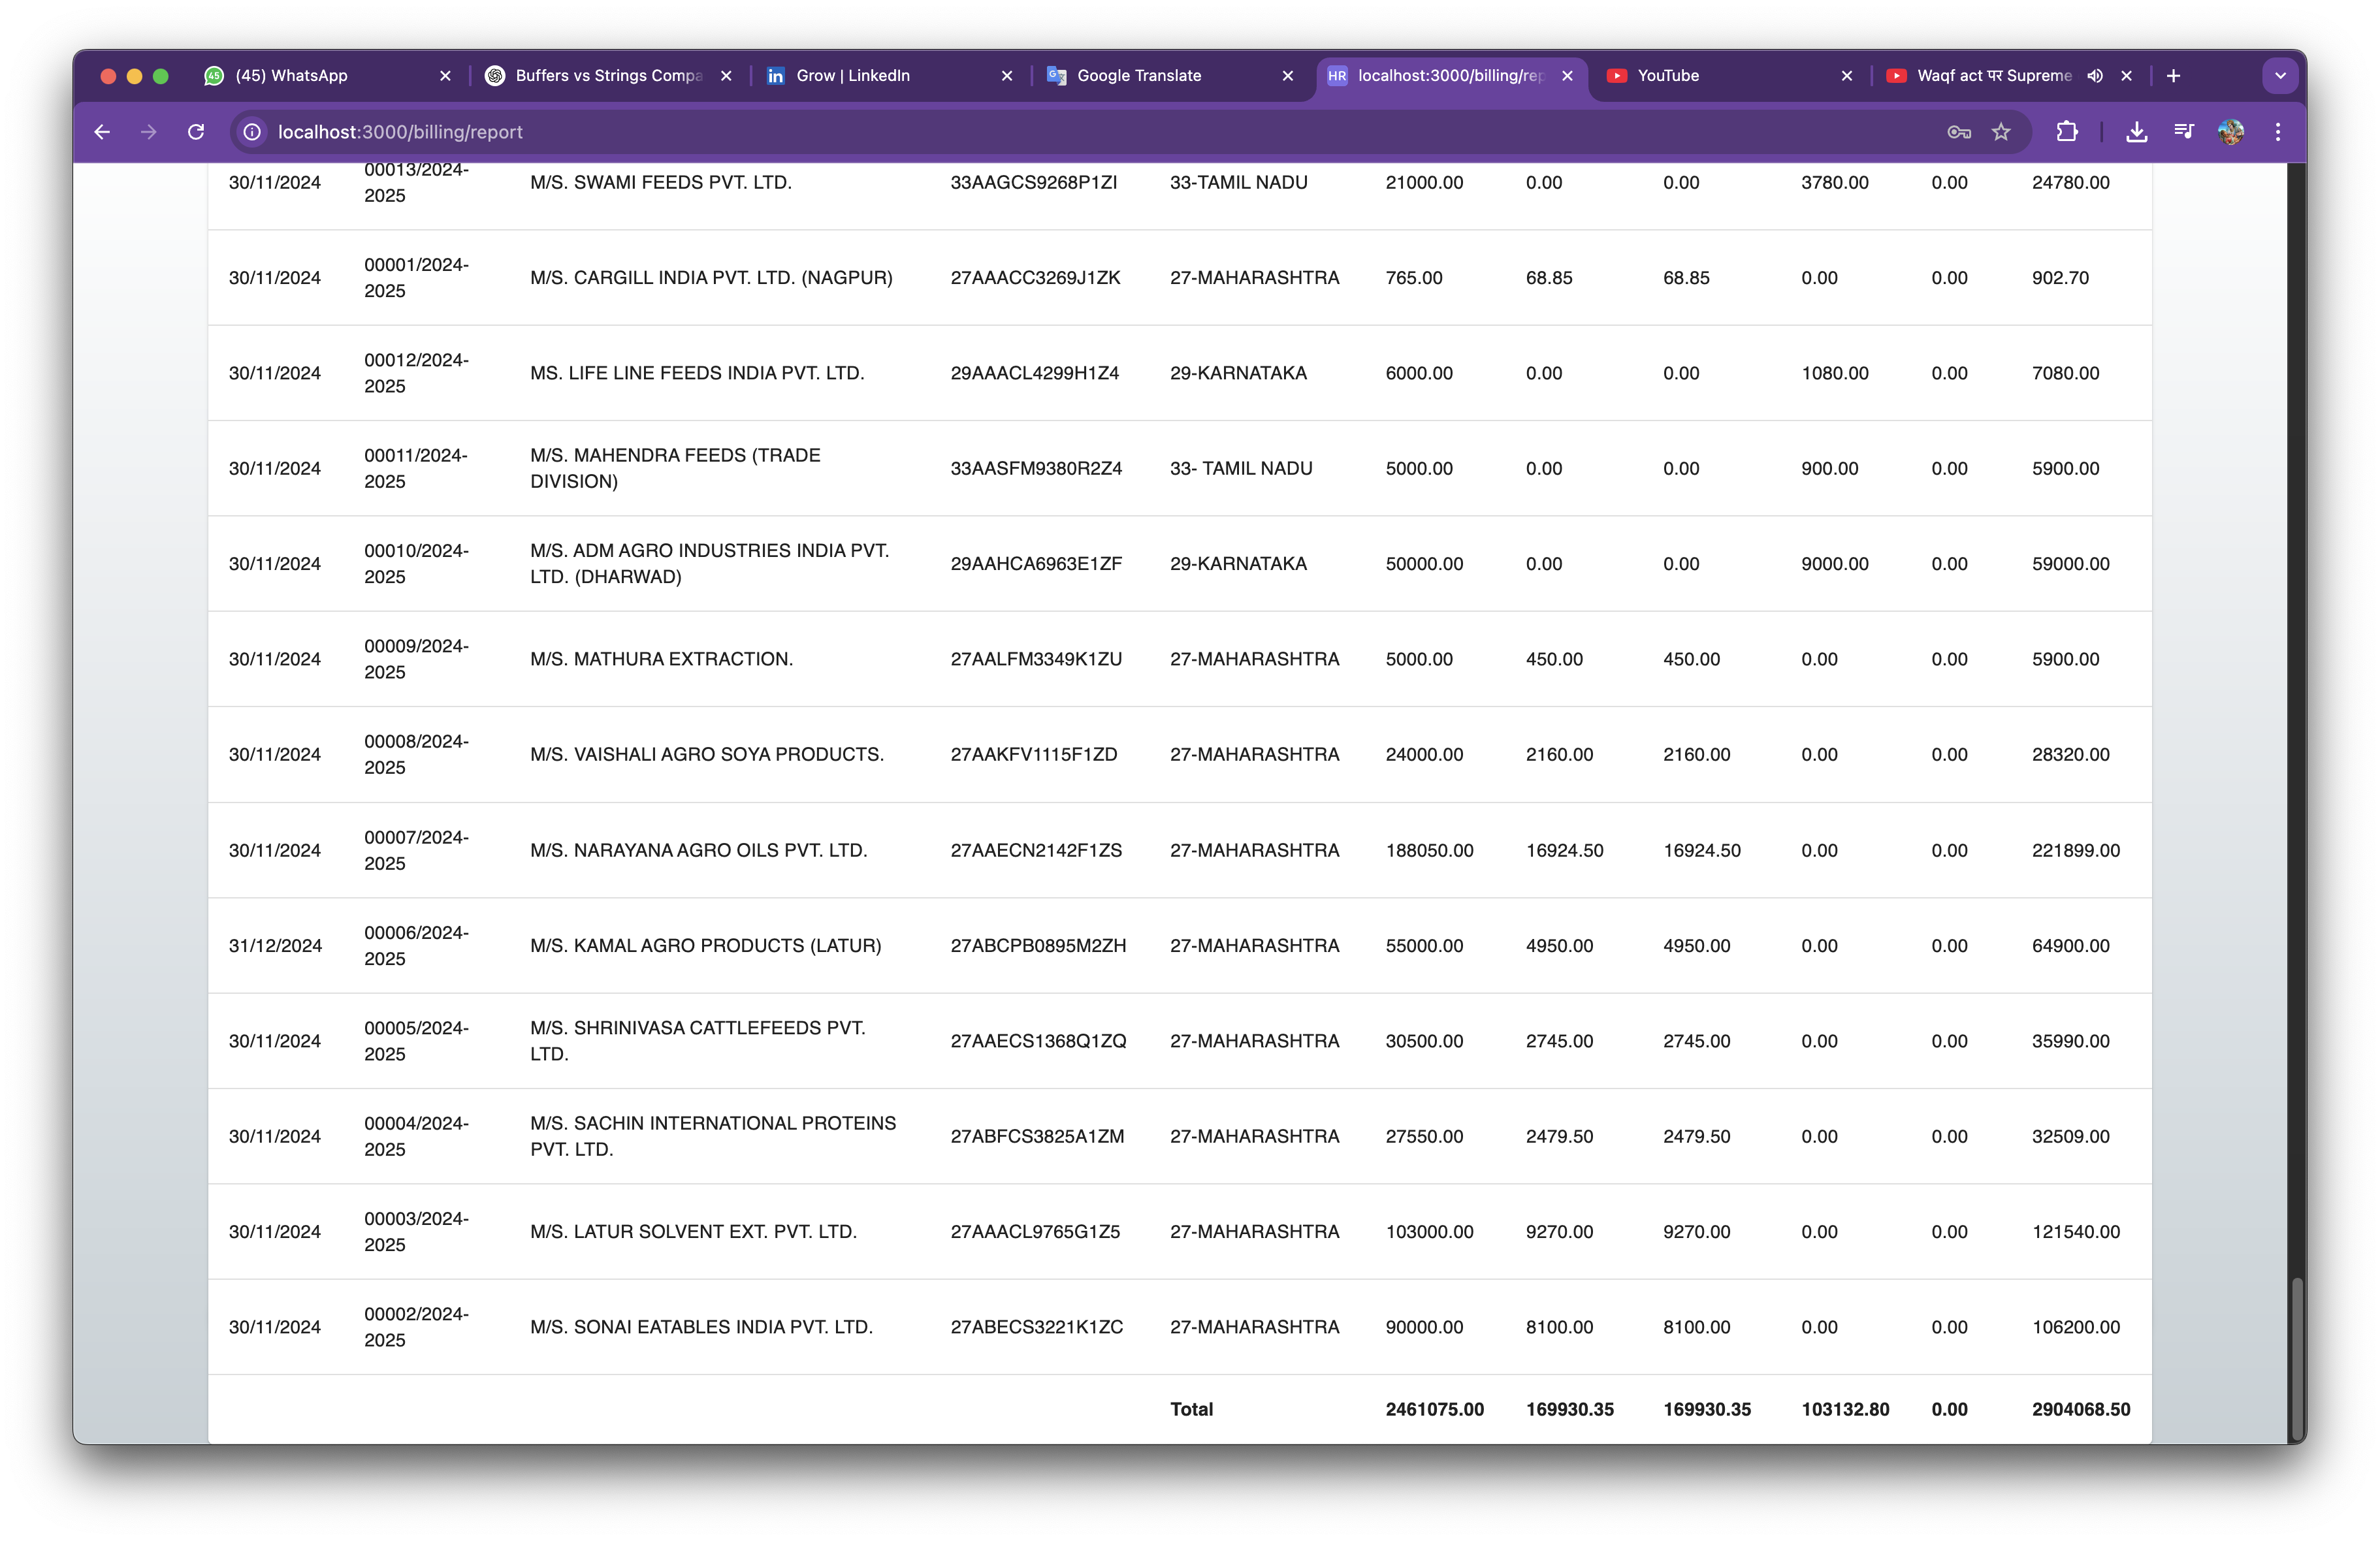 (45) WhatsApp
Buffers vs Strings Compa
Grow | LinkedIn
Google Translate
HR localhost:3000/billing/rep
YouTube
Waqf act पर Supreme
localhost:3000/billing/report
30/11/2024 00013/2024-2025 M/S. SWAMI FEEDS PVT. LTD. 33AAGCS9268P1ZI 33-TAMIL NADU 21000.00 0.00 0.00 3780.00 0.00 24780.00
30/11/2024 00001/2024-2025 M/S. CARGILL INDIA PVT. LTD. (NAGPUR) 27AAACC3269J1ZK 27-MAHARASHTRA 765.00 68.85 68.85 0.00 0.00 902.70
30/11/2024 00012/2024-2025 MS. LIFE LINE FEEDS INDIA PVT. LTD. 29AAACL4299H1Z4 29-KARNATAKA 6000.00 0.00 0.00 1080.00 0.00 7080.00
30/11/2024 00011/2024-2025 M/S. MAHENDRA FEEDS (TRADE DIVISION) 33AASFM9380R2Z4 33- TAMIL NADU 5000.00 0.00 0.00 900.00 0.00 5900.00
30/11/2024 00010/2024-2025 M/S. ADM AGRO INDUSTRIES INDIA PVT. LTD. (DHARWAD) 29AAHCA6963E1ZF 29-KARNATAKA 50000.00 0.00 0.00 9000.00 0.00 59000.00
30/11/2024 00009/2024-2025 M/S. MATHURA EXTRACTION. 27AALFM3349K1ZU 27-MAHARASHTRA 5000.00 450.00 450.00 0.00 0.00 5900.00
30/11/2024 00008/2024-2025 M/S. VAISHALI AGRO SOYA PRODUCTS. 27AAKFV1115F1ZD 27-MAHARASHTRA 24000.00 2160.00 2160.00 0.00 0.00 28320.00
30/11/2024 00007/2024-2025 M/S. NARAYANA AGRO OILS PVT. LTD. 27AAECN2142F1ZS 27-MAHARASHTRA 188050.00 16924.50 16924.50 0.00 0.00 221899.00
31/12/2024 00006/2024-2025 M/S. KAMAL AGRO PRODUCTS (LATUR) 27ABCPB0895M2ZH 27-MAHARASHTRA 55000.00 4950.00 4950.00 0.00 0.00 64900.00
30/11/2024 00005/2024-2025 M/S. SHRINIVASA CATTLEFEEDS PVT. LTD. 27AAECS1368Q1ZQ 27-MAHARASHTRA 30500.00 2745.00 2745.00 0.00 0.00 35990.00
30/11/2024 00004/2024-2025 M/S. SACHIN INTERNATIONAL PROTEINS PVT. LTD. 27ABFCS3825A1ZM 27-MAHARASHTRA 27550.00 2479.50 2479.50 0.00 0.00 32509.00
30/11/2024 00003/2024-2025 M/S. LATUR SOLVENT EXT. PVT. LTD. 27AAACL9765G1Z5 27-MAHARASHTRA 103000.00 9270.00 9270.00 0.00 0.00 121540.00
30/11/2024 00002/2024-2025 M/S. SONAI EATABLES INDIA PVT. LTD. 27ABECS3221K1ZC 27-MAHARASHTRA 90000.00 8100.00 8100.00 0.00 0.00 106200.00
Total 2461075.00 169930.35 169930.35 103132.80 0.00 2904068.50